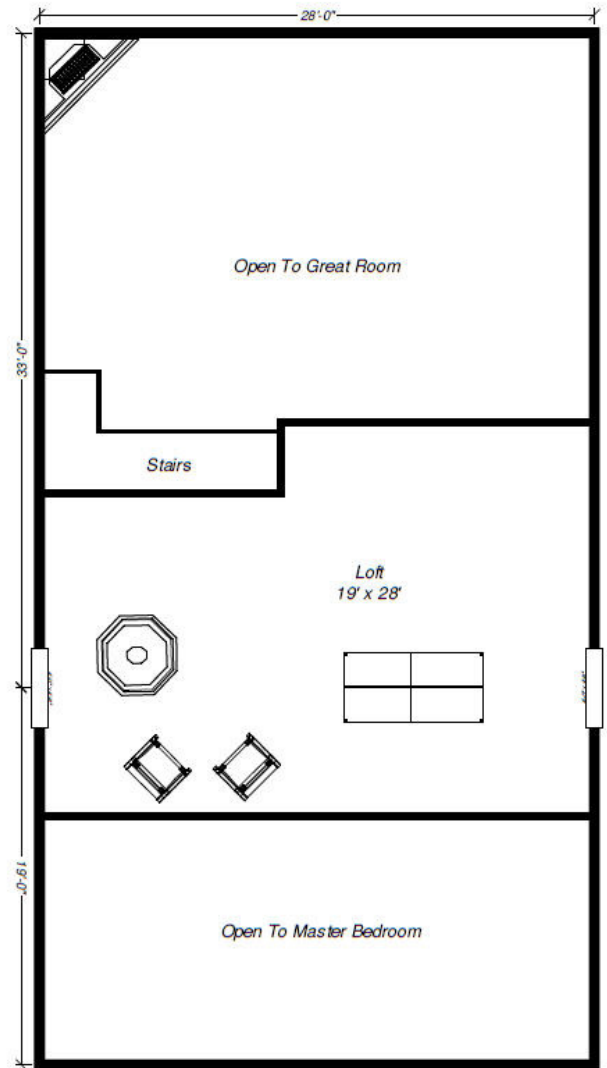 28'-0"
Open To Great Room
33'-0"
Stairs
Loft
19' x 28'
19'-0"
Open To Master Bedroom